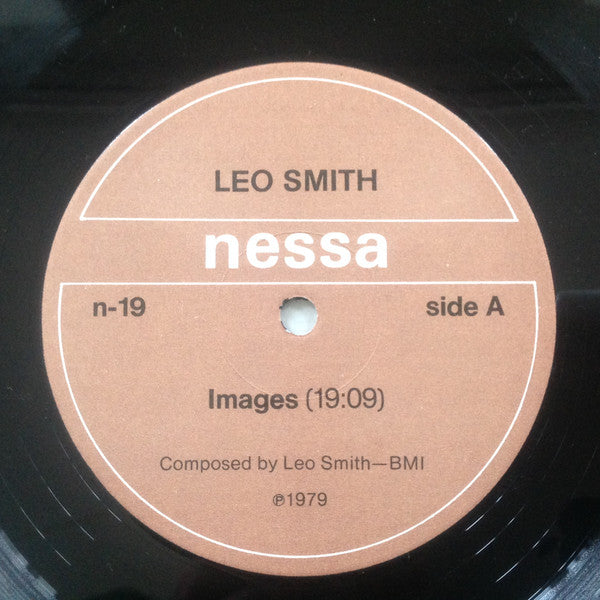 LEO SMITH
nessa
n-19 side A
Images (19:09)
Composed by Leo Smith—BMI
℗1979